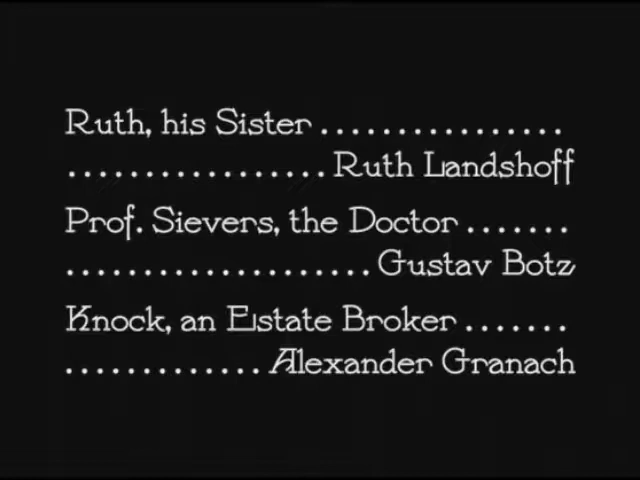 Ruth, his Sister ................
................. Ruth Landshoff
Prof. Sievers, the Doctor .......
.................... Gustav Botz
Knock, an Estate Broker .......
............. Alexander Granach